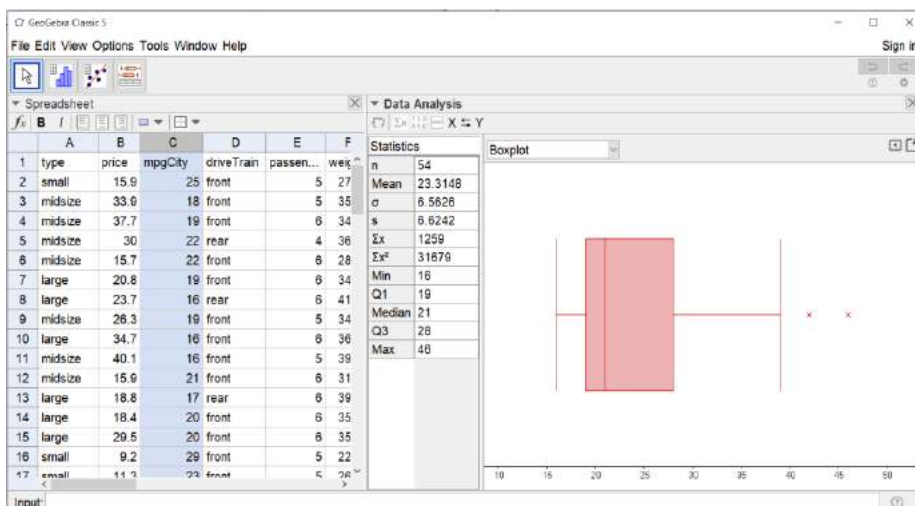 GeoGebra Classic 5
File Edit View Options Tools Window Help
Sign in
Spreadsheet
Data Analysis
fx B I
Σx X ⇆ Y
A B C D E F
1 type price mpgCity driveTrain passen... weig
2 small 15.9 25 front 5 27
3 midsize 33.9 18 front 5 35
4 midsize 37.7 19 front 6 34
5 midsize 30 22 rear 4 36
6 midsize 15.7 22 front 6 28
7 large 20.8 19 front 6 34
8 large 23.7 16 rear 6 41
9 midsize 26.3 19 front 5 34
10 large 34.7 16 front 6 36
11 midsize 40.1 16 front 5 39
12 midsize 15.9 21 front 6 31
13 large 18.8 17 rear 6 39
14 large 18.4 20 front 6 35
15 large 29.5 20 front 6 35
16 small 9.2 29 front 5 22
17 small 11.3 23 front 5 26
Statistics
n 54
Mean 23.3148
σ 6.5626
s 6.6242
Σx 1259
Σx² 31679
Min 16
Q1 19
Median 21
Q3 28
Max 46
Boxplot
10 15 20 25 30 35 40 45 50
Input: